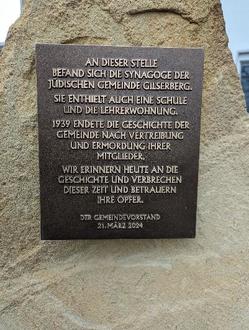 AN DIESER STELLE
BEFAND SICH DIE SYNAGOGE DER
JÜDISCHEN GEMEINDE GILSERBERG.
SIE ENTHIELT AUCH EINE SCHULE
UND DIE LEHRERWOHNUNG.
1939 ENDETE DIE GESCHICHTE DER
GEMEINDE NACH VERTREIBUNG
UND ERMORDUNG IHRER
MITGLIEDER.
WIR ERINNERN HEUTE AN DIE
GESCHICHTE UND VERBRECHEN
DIESER ZEIT UND BETRAUERN
IHRE OPFER.
DER GEMEINDEVORSTAND
21. MÄRZ 2024